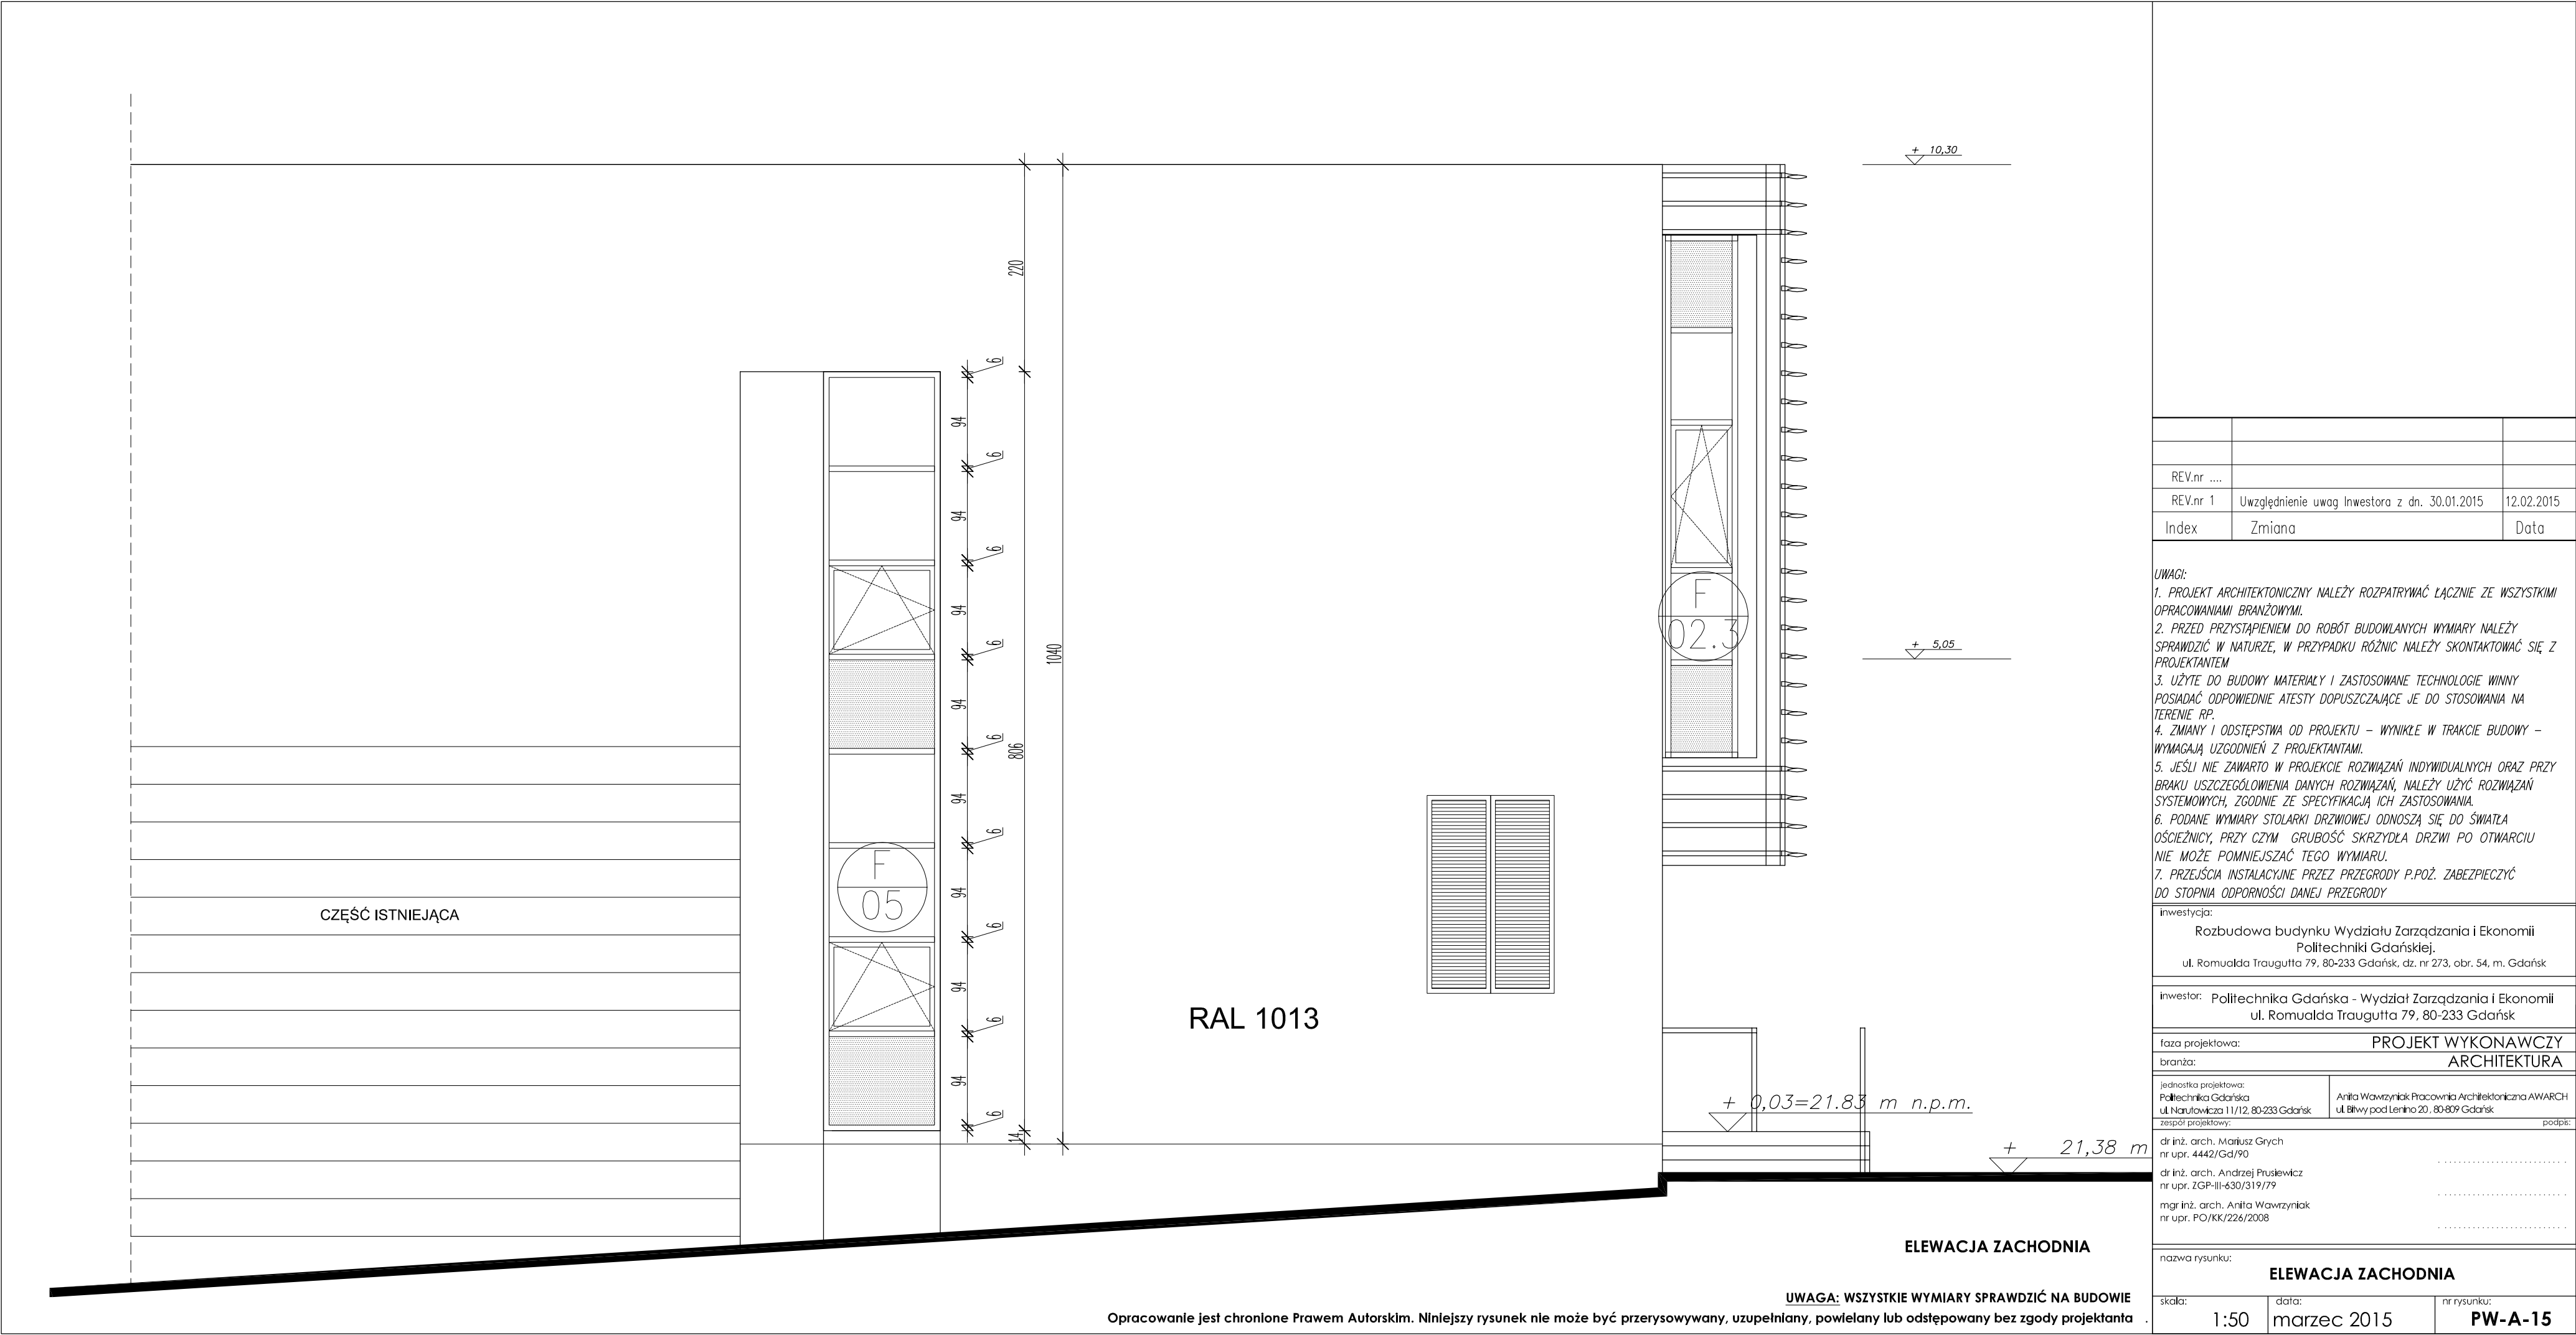 + 10,30
220
6
94
6
94
6
94
6
94
6
94
6
94
6
94
6
94
6
806
14
1040
F
02.3
+ 5,05
F
05
CZĘŚĆ ISTNIEJĄCA
RAL 1013
+ 0,03=21.83 m n.p.m.
+ 21,38 m
ELEWACJA ZACHODNIA
UWAGA: WSZYSTKIE WYMIARY SPRAWDZIĆ NA BUDOWIE
Opracowanie jest chronione Prawem Autorskim. Niniejszy rysunek nie może być przerysowywany, uzupełniany, powielany lub odstępowany bez zgody projektanta .
REV.nr ....
REV.nr 1 Uwzględnienie uwag Inwestora z dn. 30.01.2015 12.02.2015
Index Zmiana Data
UWAGI:
1. PROJEKT ARCHITEKTONICZNY NALEŻY ROZPATRYWAĆ ŁĄCZNIE ZE WSZYSTKIMI
OPRACOWANIAMI BRANŻOWYMI.
2. PRZED PRZYSTĄPIENIEM DO ROBÓT BUDOWLANYCH WYMIARY NALEŻY
SPRAWDZIĆ W NATURZE, W PRZYPADKU RÓŻNIC NALEŻY SKONTAKTOWAĆ SIĘ Z
PROJEKTANTEM
3. UŻYTE DO BUDOWY MATERIAŁY I ZASTOSOWANE TECHNOLOGIE WINNY
POSIADAĆ ODPOWIEDNIE ATESTY DOPUSZCZAJĄCE JE DO STOSOWANIA NA
TERENIE RP.
4. ZMIANY I ODSTĘPSTWA OD PROJEKTU – WYNIKŁE W TRAKCIE BUDOWY –
WYMAGAJĄ UZGODNIEŃ Z PROJEKTANTAMI.
5. JEŚLI NIE ZAWARTO W PROJEKCIE ROZWIĄZAŃ INDYWIDUALNYCH ORAZ PRZY
BRAKU USZCZEGÓLOWIENIA DANYCH ROZWIĄZAŃ, NALEŻY UŻYĆ ROZWIĄZAŃ
SYSTEMOWYCH, ZGODNIE ZE SPECYFIKACJĄ ICH ZASTOSOWANIA.
6. PODANE WYMIARY STOLARKI DRZWIOWEJ ODNOSZĄ SIĘ DO ŚWIATŁA
OŚCIEŻNICY, PRZY CZYM GRUBOŚĆ SKRZYDŁA DRZWI PO OTWARCIU
NIE MOŻE POMNIEJSZAĆ TEGO WYMIARU.
7. PRZEJŚCIA INSTALACYJNE PRZEZ PRZEGRODY P.POŻ. ZABEZPIECZYĆ
DO STOPNIA ODPORNOŚCI DANEJ PRZEGRODY
inwestycja:
Rozbudowa budynku Wydziału Zarządzania i Ekonomii
Politechniki Gdańskiej.
ul. Romualda Traugutta 79, 80-233 Gdańsk, dz. nr 273, obr. 54, m. Gdańsk
inwestor: Politechnika Gdańska - Wydział Zarządzania i Ekonomii
ul. Romualda Traugutta 79, 80-233 Gdańsk
faza projektowa: PROJEKT WYKONAWCZY
branża: ARCHITEKTURA
jednostka projektowa:
Politechnika Gdańska
ul. Narutowicza 11/12, 80-233 Gdańsk
Anita Wawrzyniak Pracownia Architektoniczna AWARCH
ul. Bitwy pod Lenino 20 , 80-809 Gdańsk
zespół projektowy: podpis:
dr inż. arch. Mariusz Grych
nr upr. 4442/Gd/90
dr inż. arch. Andrzej Prusiewicz
nr upr. ZGP-III-630/319/79
mgr inż. arch. Anita Wawrzyniak
nr upr. PO/KK/226/2008
nazwa rysunku:
ELEWACJA ZACHODNIA
skala: data: nr rysunku:
1:50 marzec 2015 PW-A-15